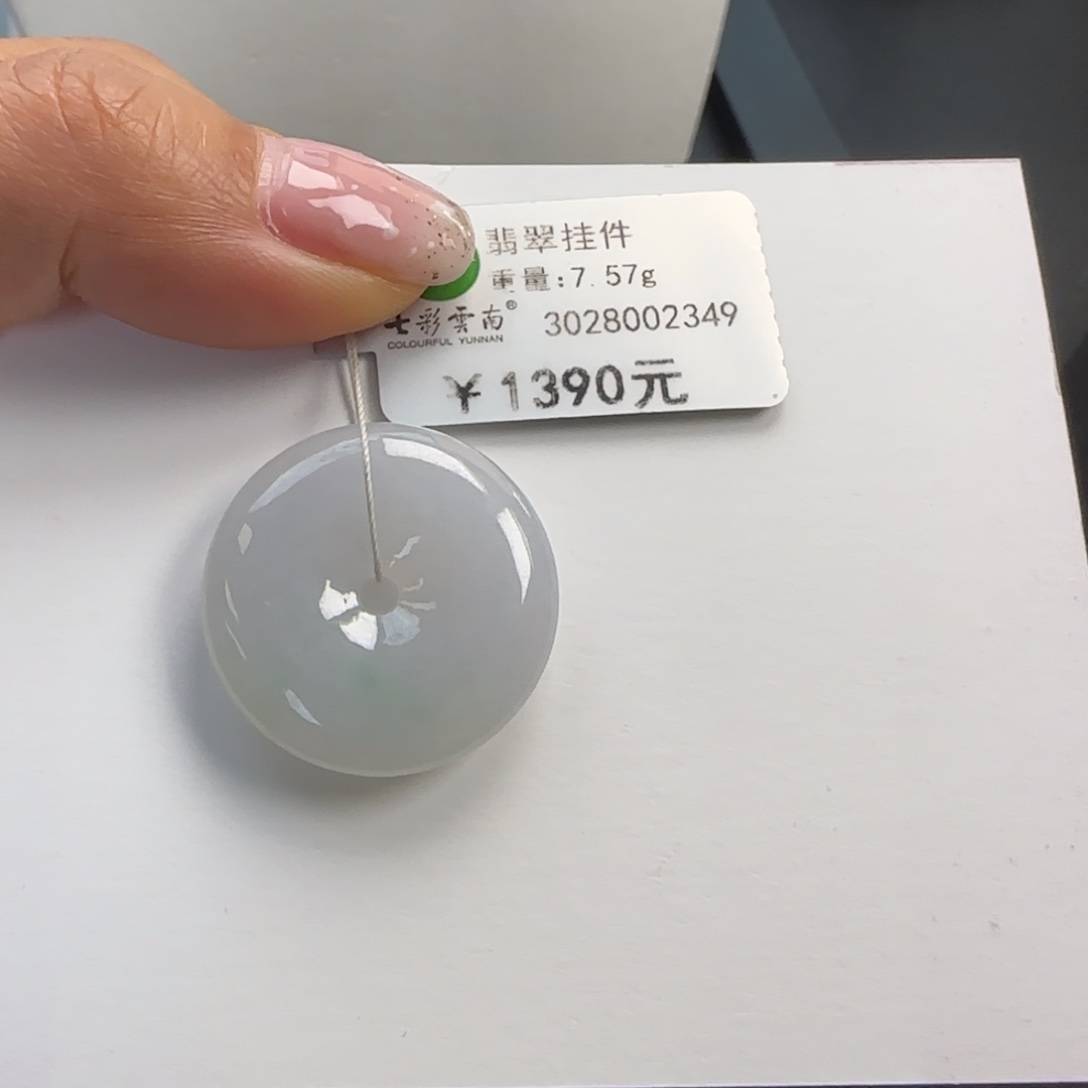 翡翠挂件
重量:7.57g
七彩雲南® 3028002349
COLOURFUL YUNNAN
¥1390元